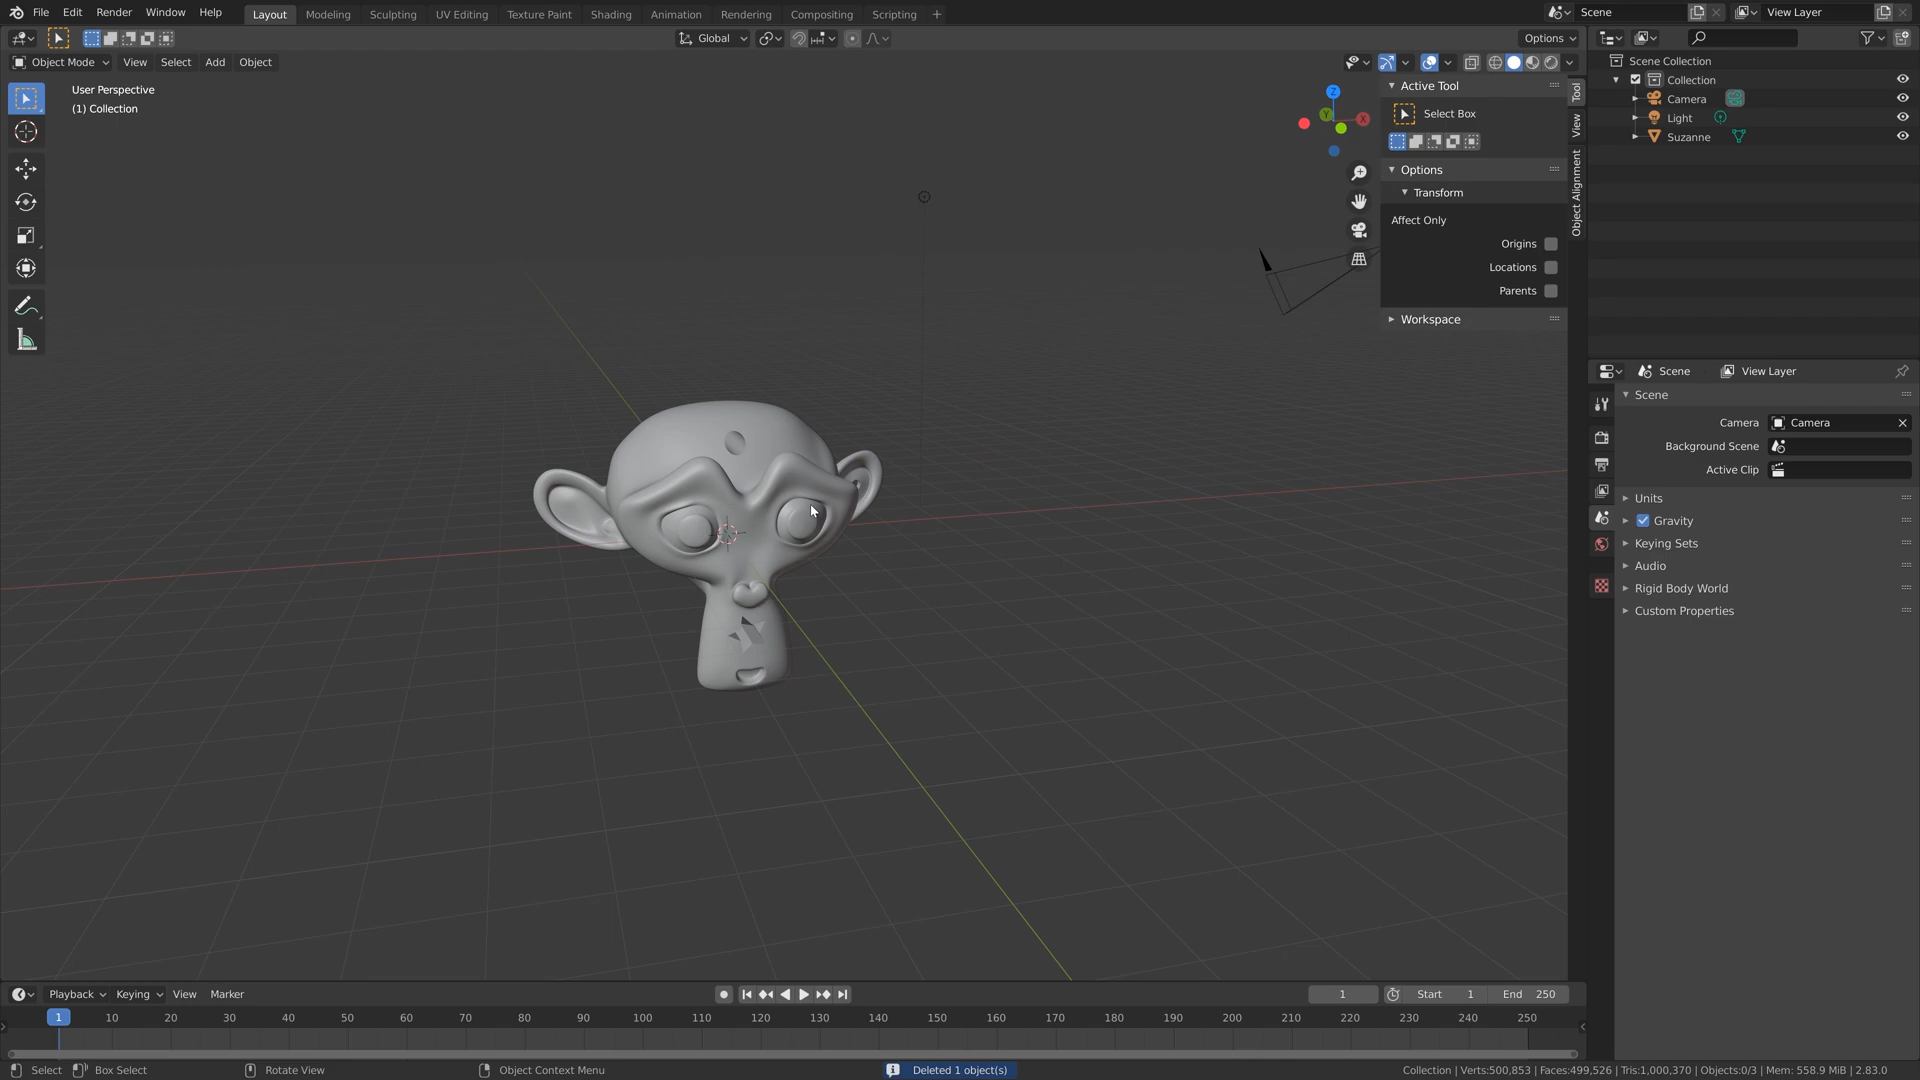 File Edit Render Window Help Layout Modeling Sculpting UV Editing Texture Paint Shading Animation Rendering Compositing Scripting + Scene View Layer
Global Options
Object Mode View Select Add Object
User Perspective
(1) Collection
Z
Y
X
Active Tool
Select Box
Options
Transform
Affect Only
Origins
Locations
Parents
Workspace
Tool
View
Object Alignment
Scene Collection
Collection
Camera
Light
Suzanne
Scene View Layer
Scene
Camera Camera
Background Scene
Active Clip
Units
Gravity
Keying Sets
Audio
Rigid Body World
Custom Properties
Playback Keying View Marker 1 Start 1 End 250
1 10 20 30 40 50 60 70 80 90 100 110 120 130 140 150 160 170 180 190 200 210 220 230 240 250
Select Box Select Rotate View Object Context Menu Deleted 1 object(s) Collection | Verts:500,853 | Faces:499,526 | Tris:1,000,370 | Objects:0/3 | Mem: 558.9 MiB | 2.83.0